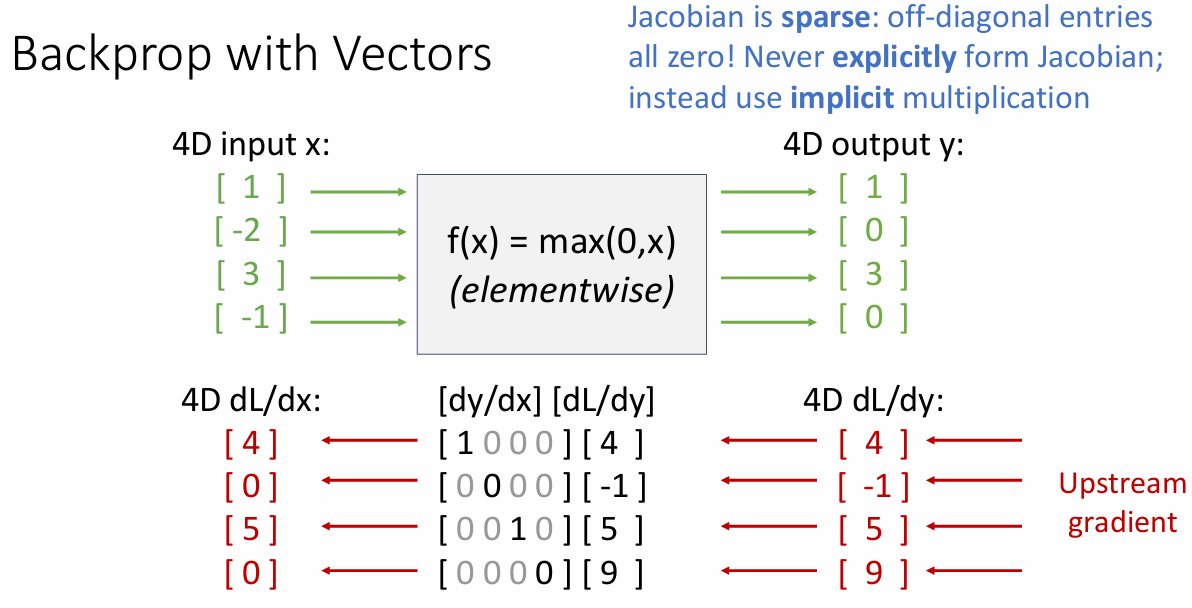 Backprop with Vectors
Jacobian is sparse: off-diagonal entries
all zero! Never explicitly form Jacobian;
instead use implicit multiplication
4D input x:
[ 1 ]
[ -2 ]
[ 3 ]
[ -1 ]
f(x) = max(0,x)
(elementwise)
4D output y:
[ 1 ]
[ 0 ]
[ 3 ]
[ 0 ]
4D dL/dx:
[ 4 ]
[ 0 ]
[ 5 ]
[ 0 ]
[dy/dx] [dL/dy]
[ 1 0 0 0 ] [ 4 ]
[ 0 0 0 0 ] [ -1 ]
[ 0 0 1 0 ] [ 5 ]
[ 0 0 0 0 ] [ 9 ]
4D dL/dy:
[ 4 ]
[ -1 ]
[ 5 ]
[ 9 ]
Upstream
gradient